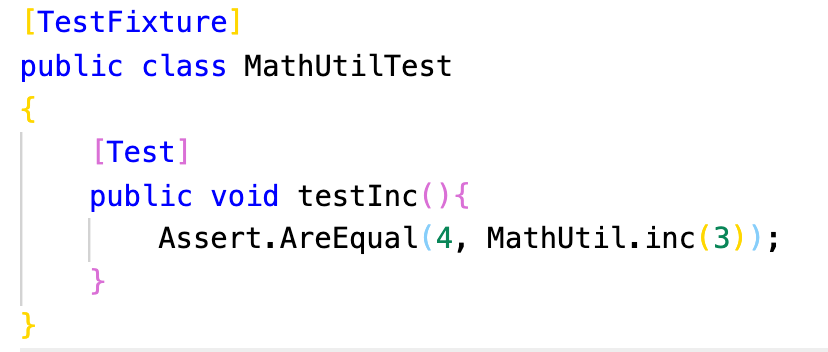 [TestFixture]
public class MathUtilTest
{
    [Test]
    public void testInc(){
        Assert.AreEqual(4, MathUtil.inc(3));
    }
}